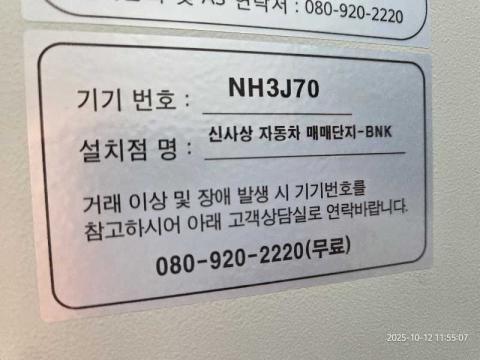 및 AS 연락처 : 080-920-2220
기기 번호 : NH3J70
설치점 명 : 신사상 자동차 매매단지-BNK
거래 이상 및 장애 발생 시 기기번호를
참고하시어 아래 고객상담실로 연락바랍니다.
080-920-2220(무료)
2025-10-12 11:55:07